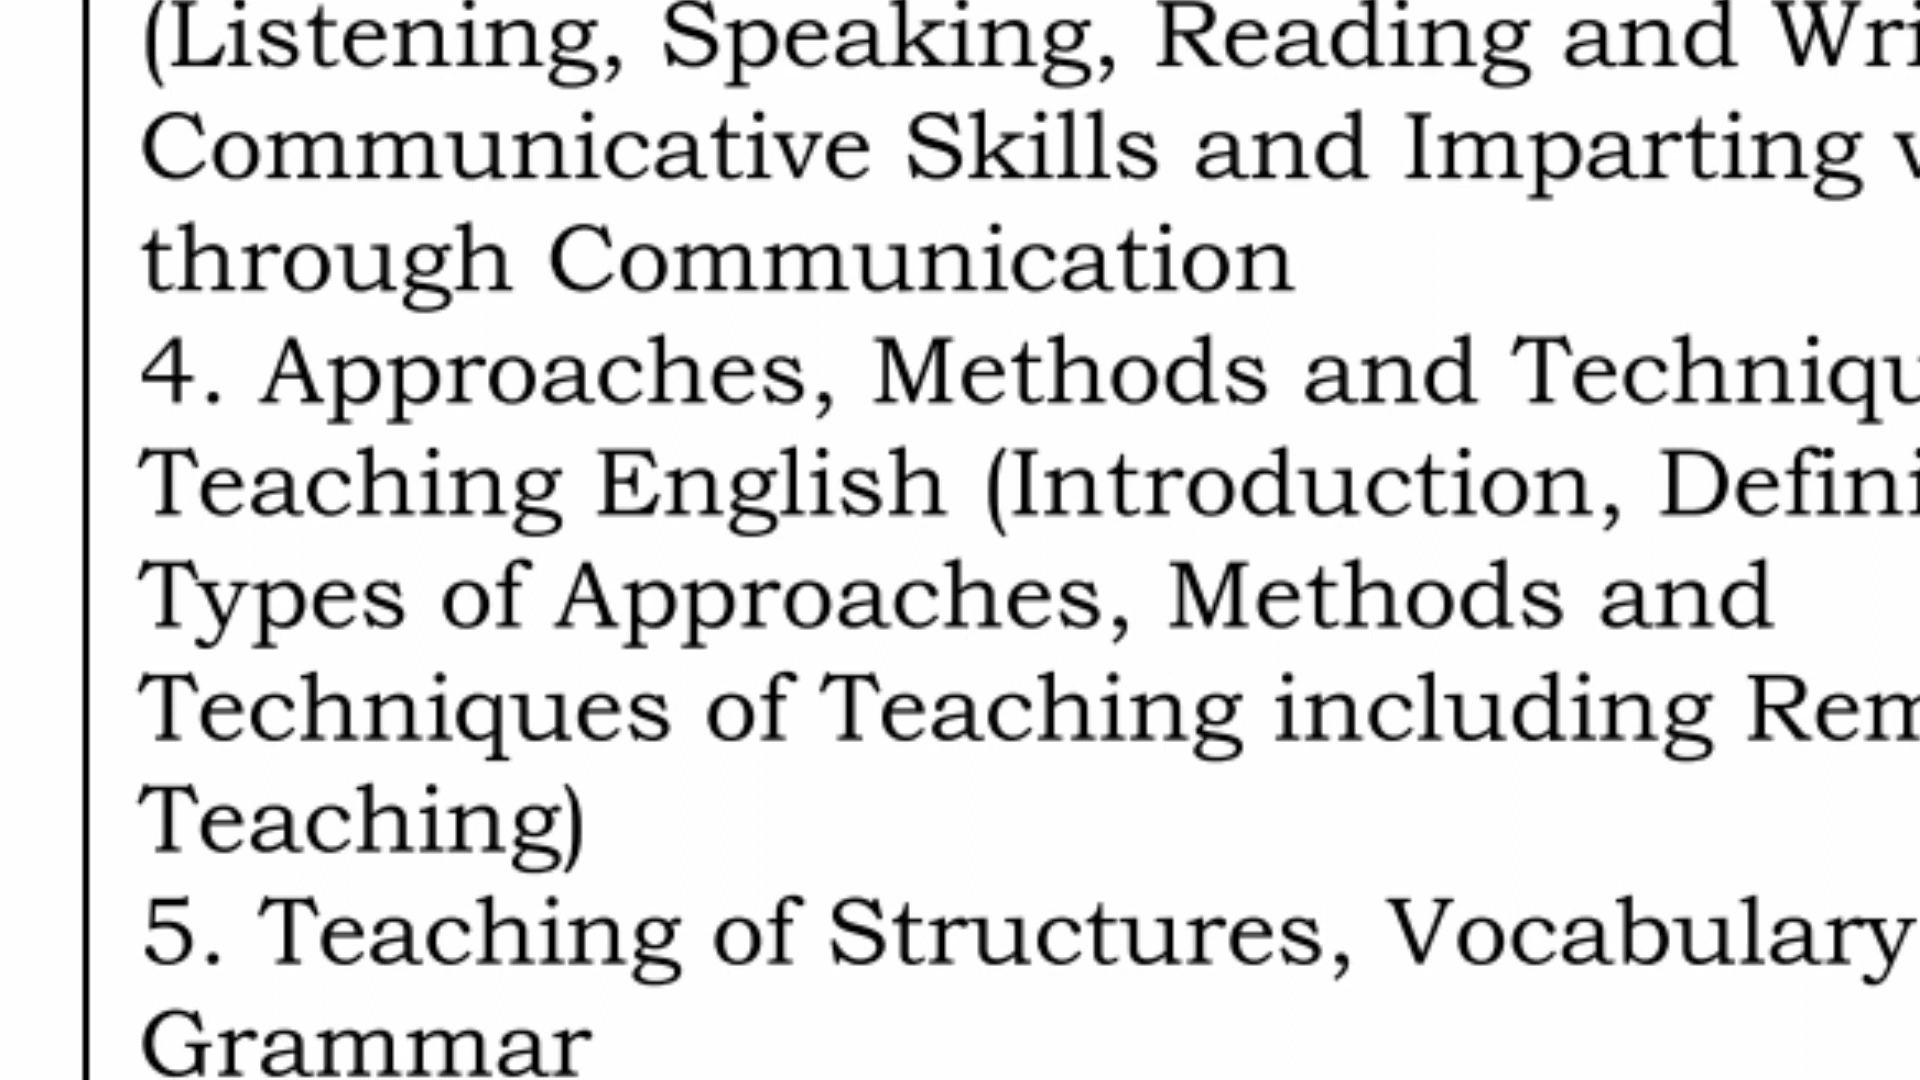 (Listening, Speaking, Reading and
Communicative Skills and Imparting
through Communication
4. Approaches, Methods and
Teaching English (Introduction,
Types of Approaches, Methods and
Techniques of Teaching including
Teaching)
5. Teaching of Structures, Vocabulary
Grammar